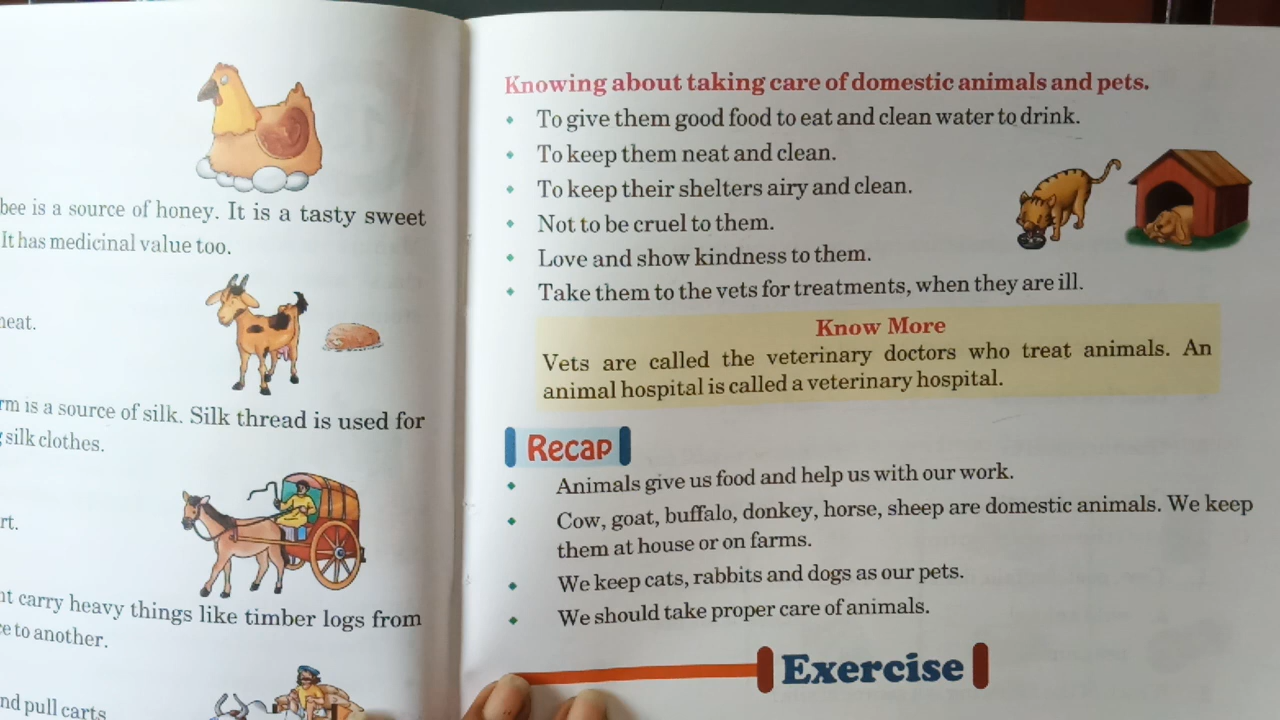 bee is a source of honey. It is a tasty sweet
It has medicinal value too.
rm is a source of silk. Silk thread is used for
silk clothes.
rt.
nt carry heavy things like timber logs from
e to another.
nd pull carts
Knowing about taking care of domestic animals and pets.
To give them good food to eat and clean water to drink.
To keep them neat and clean.
To keep their shelters airy and clean.
Not to be cruel to them.
Love and show kindness to them.
Take them to the vets for treatments, when they are ill.
Know More
Vets are called the veterinary doctors who treat animals. An
animal hospital is called a veterinary hospital.
Recap
Animals give us food and help us with our work.
Cow, goat, buffalo, donkey, horse, sheep are domestic animals. We keep
them at house or on farms.
We keep cats, rabbits and dogs as our pets.
We should take proper care of animals.
Exercise